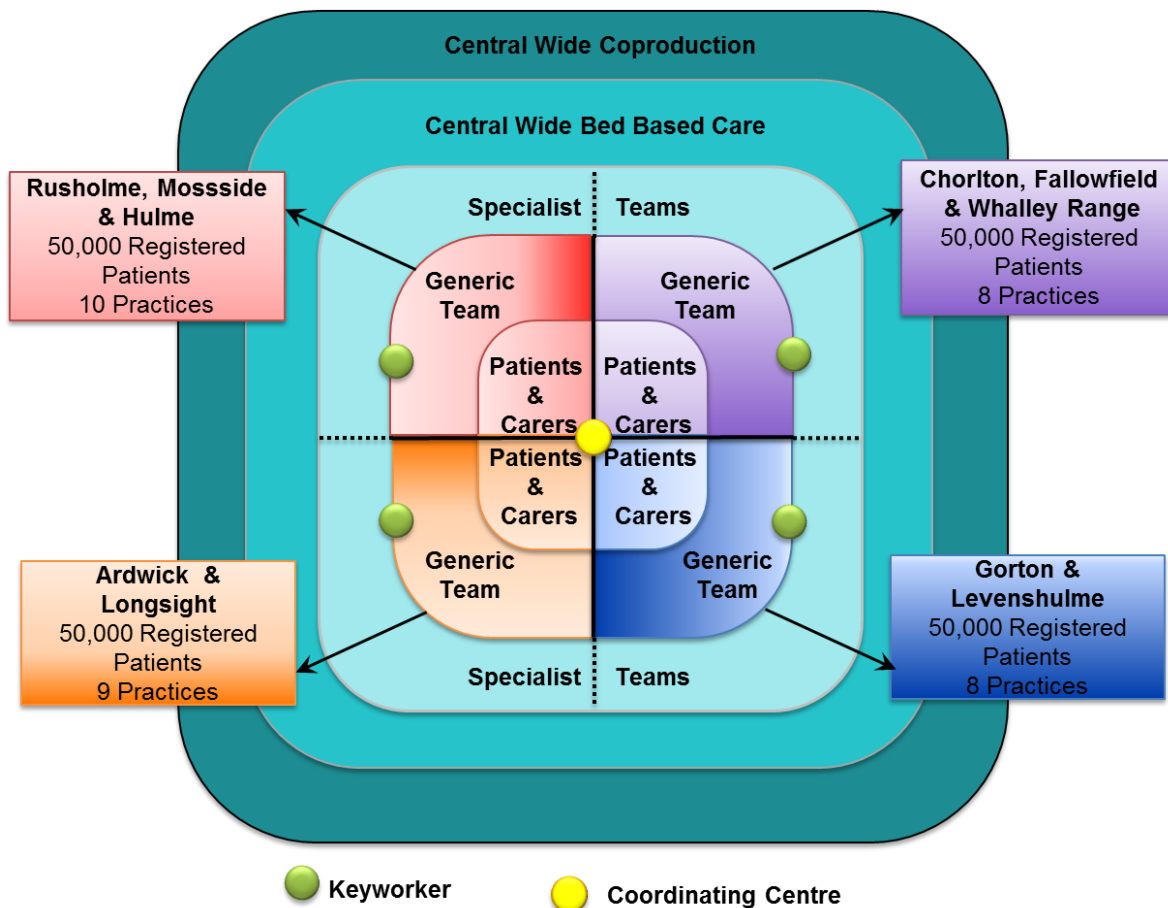 Central Wide Coproduction
Central Wide Bed Based Care
Rusholme, Mossside
& Hulme
50,000 Registered
Patients
10 Practices
Chorlton, Fallowfield
& Whalley Range
50,000 Registered
Patients
8 Practices
Specialist Teams
Generic
Team
Generic
Team
Patients
&
Carers
Patients
&
Carers
Patients
&
Carers
Patients
&
Carers
Generic
Team
Generic
Team
Ardwick &
Longsight
50,000 Registered
Patients
9 Practices
Gorton &
Levenshulme
50,000 Registered
Patients
8 Practices
Specialist Teams
Keyworker
Coordinating Centre